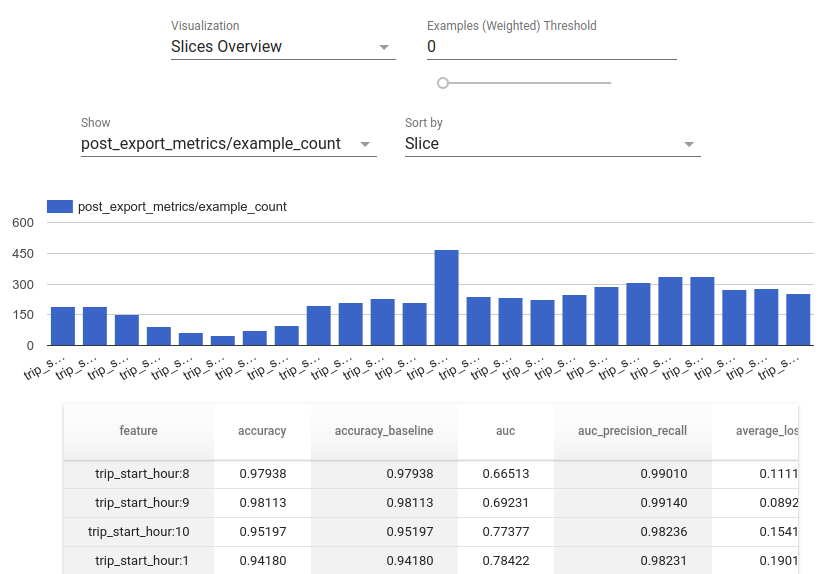 Visualization
Slices Overview
Examples (Weighted) Threshold
0
Show
post_export_metrics/example_count
Sort by
Slice
post_export_metrics/example_count
600
450
300
150
0
trip_s… trip_s… trip_s… trip_s… trip_s… trip_s… trip_s… trip_s… trip_s… trip_s… trip_s… trip_s… trip_s… trip_s… trip_s… trip_s… trip_s… trip_s… trip_s… trip_s… trip_s… trip_s… trip_s… trip_s…
feature accuracy accuracy_baseline auc auc_precision_recall average_los
trip_start_hour:8 0.97938 0.97938 0.66513 0.99010 0.1111
trip_start_hour:9 0.98113 0.98113 0.69231 0.99140 0.0892
trip_start_hour:10 0.95197 0.95197 0.77377 0.98236 0.1541
trip_start_hour:1 0.94180 0.94180 0.78422 0.98231 0.1901